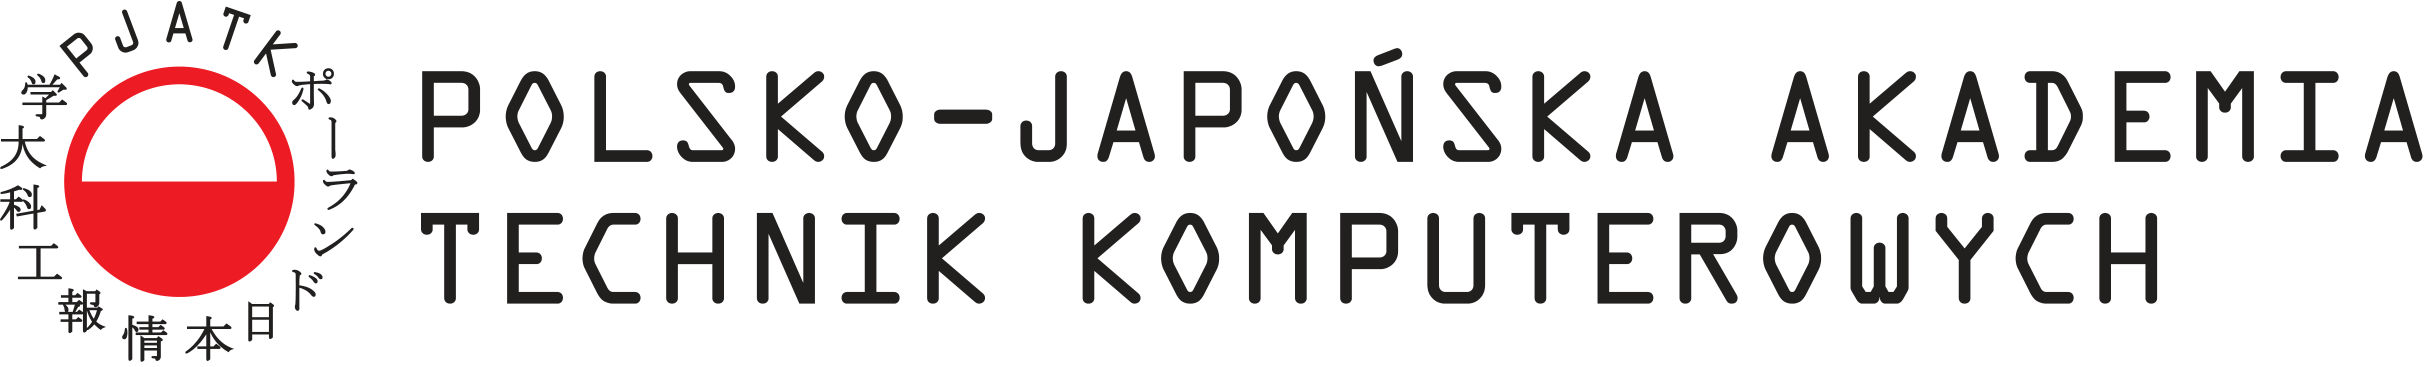 PJATK
ポーランド日本情報工科大学
POLSKO-JAPOŃSKA AKADEMIA
TECHNIK KOMPUTEROWYCH